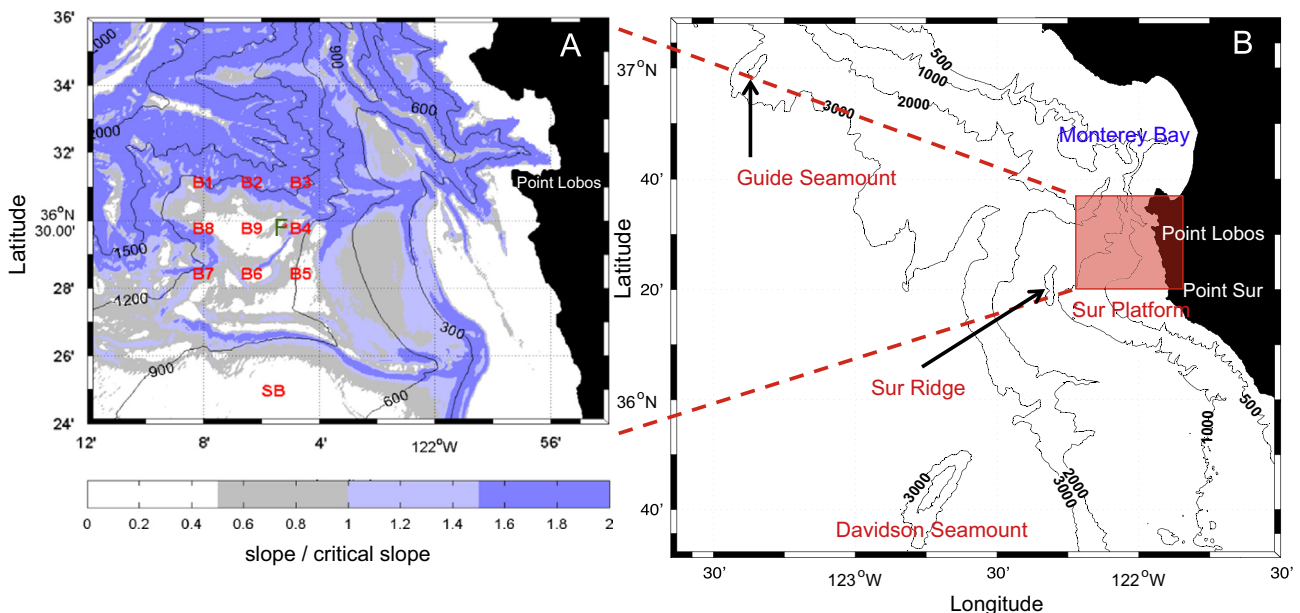 A
36'
34'
32'
36°N
30.00'
28'
26'
24'
Latitude
1000
2000
1500
1200
900
600
600
900
300
Point Lobos
B1 B2 B3
B8 B9 F B4
B7 B6 B5
SB
12' 8' 4' 122°W 56'
0 0.2 0.4 0.6 0.8 1 1.2 1.4 1.6 1.8 2
slope / critical slope
B
37°N
40'
20'
36°N
40'
Latitude
500
1000
2000
3000
Monterey Bay
Guide Seamount
Point Lobos
Point Sur
Sur Platform
Sur Ridge
500
1000
2000
3000
3000
Davidson Seamount
30' 123°W 30' 122°W 30'
Longitude